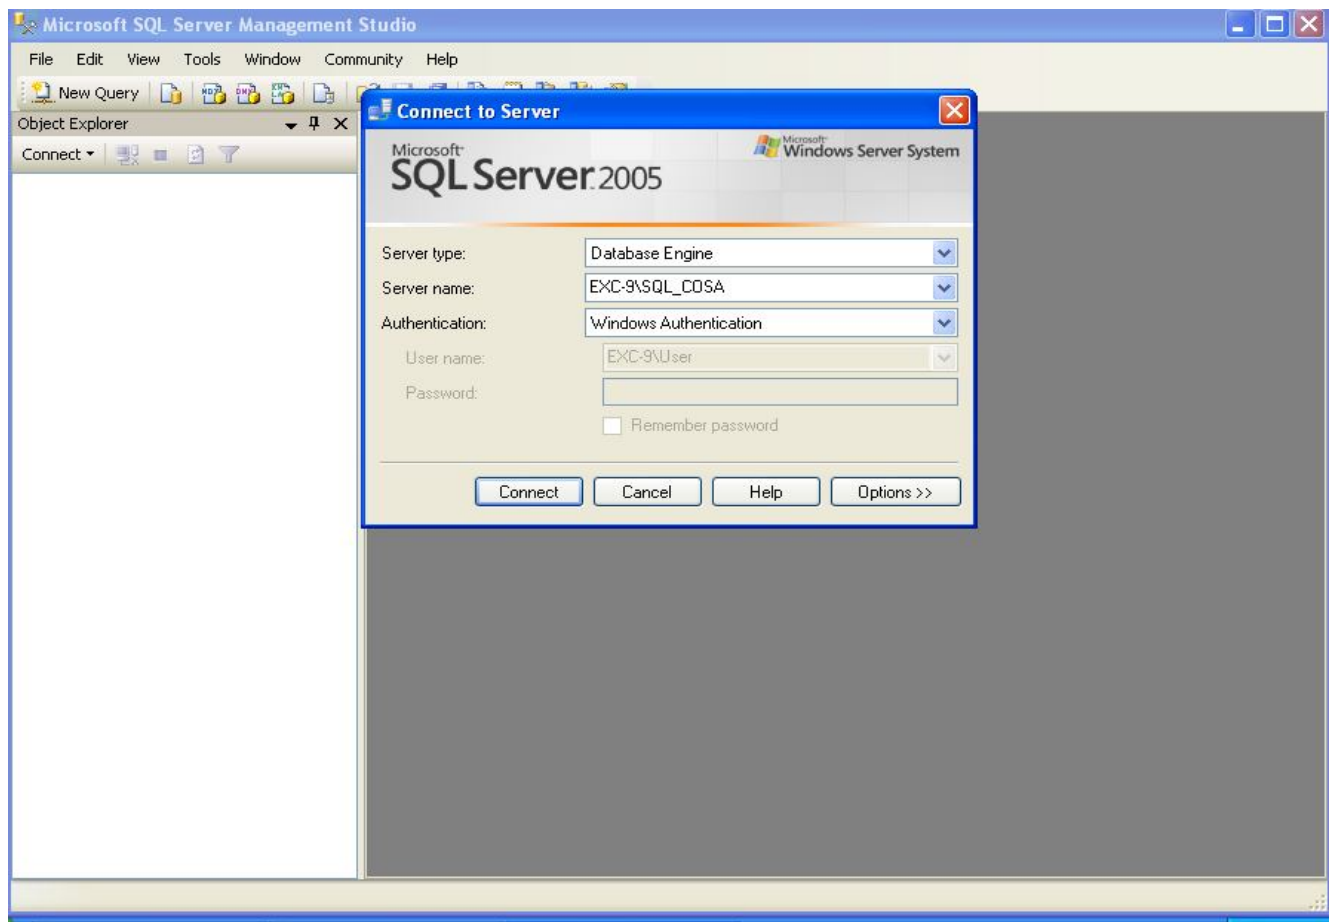 Microsoft SQL Server Management Studio
File Edit View Tools Window Community Help
New Query
Object Explorer
Connect
Connect to Server
Microsoft
SQL Server 2005
Microsoft
Windows Server System
Server type: Database Engine
Server name: EXC-9\SQL_COSA
Authentication: Windows Authentication
User name: EXC-9\User
Password:
Remember password
Connect Cancel Help Options >>